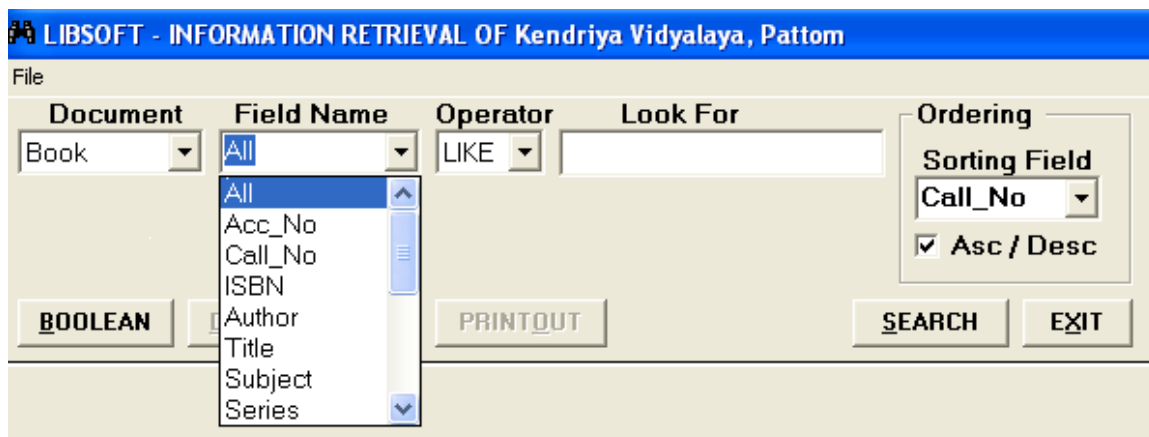 LIBSOFT - INFORMATION RETRIEVAL OF Kendriya Vidyalaya, Pattom
File
Document Field Name Operator Look For Ordering
Book All LIKE Sorting Field
All Call_No
Acc_No
Call_No Asc / Desc
ISBN
BOOLEAN Author PRINTOUT SEARCH EXIT
Title
Subject
Series